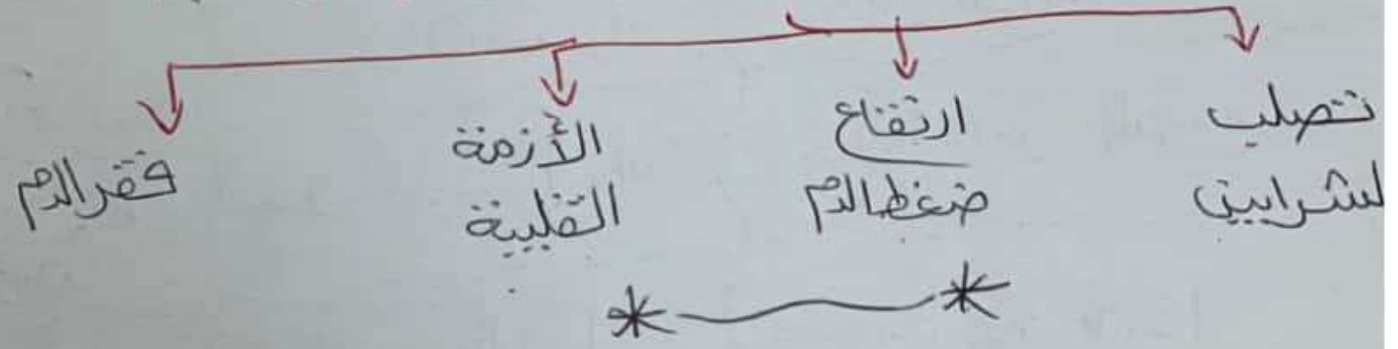 تصلب
لشرايين
ارتفاع
ضغط الدم
الأزمة
القلبية
فقر الدم